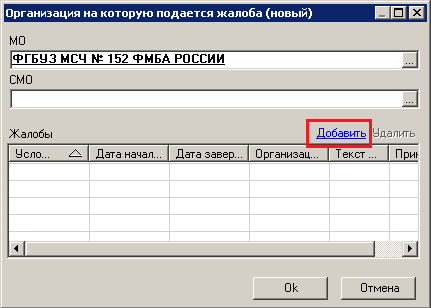 Организация на которую подается жалоба (новый)
МО
ФГБУЗ МСЧ № 152 ФМБА РОССИИ
...
СМО
...
Жалобы Добавить Удалить
Усло... Дата начал... Дата завер... Организац... Текст ... Прин
Ok Отмена